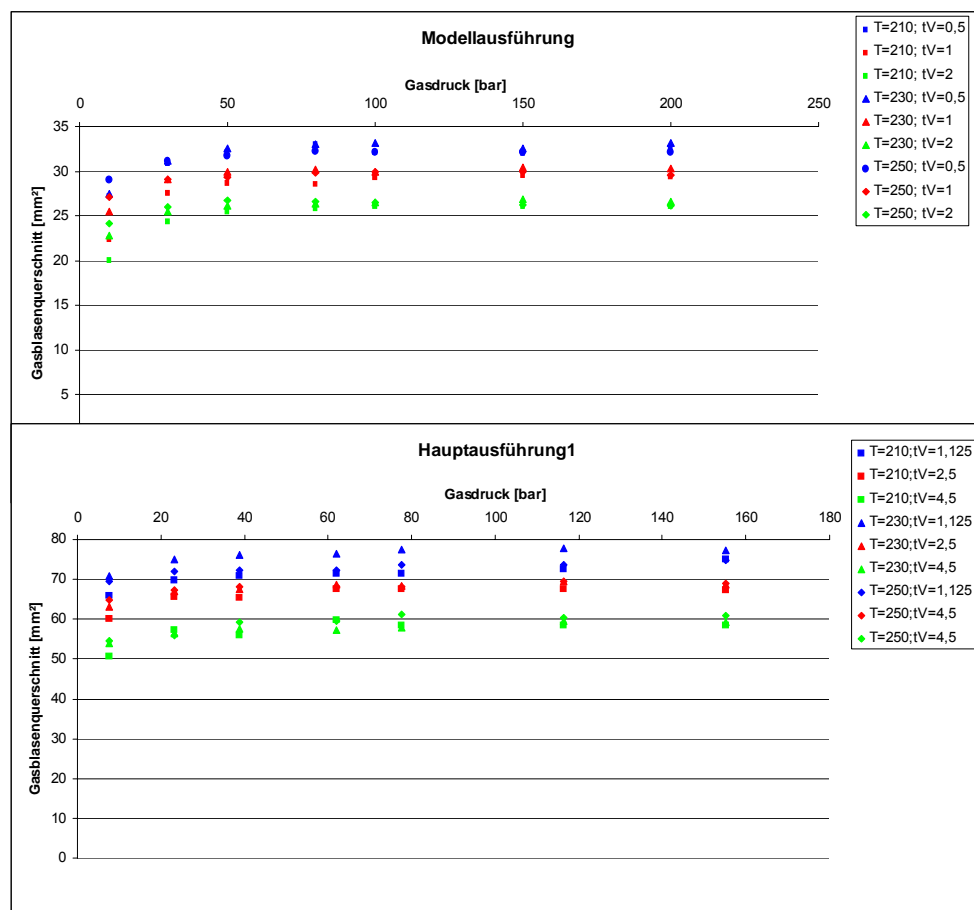 Modellausführung
Gasdruck [bar]
0 50 100 150 200 250
35
30
25
20
15
10
5
Gasblasenquerschnitt [mm²]
T=210; tV=0,5
T=210; tV=1
T=210; tV=2
T=230; tV=0,5
T=230; tV=1
T=230; tV=2
T=250; tV=0,5
T=250; tV=1
T=250; tV=2
Hauptausführung1
Gasdruck [bar]
0 20 40 60 80 100 120 140 160 180
80
70
60
50
40
30
20
10
0
Gasblasenquerschnitt [mm²]
T=210;tV=1,125
T=210;tV=2,5
T=210;tV=4,5
T=230;tV=1,125
T=230;tV=2,5
T=230;tV=4,5
T=250;tV=1,125
T=250;tV=4,5
T=250;tV=4,5